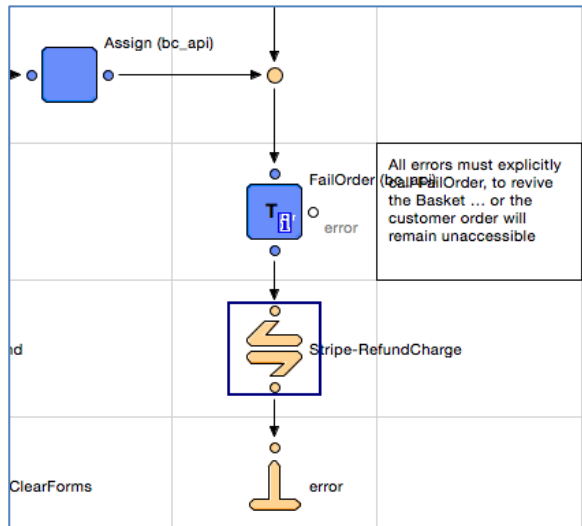 Assign (bc_api)
FailOrder (bc_api)
T
i
error
All errors must explicitly
call FailOrder, to revive
the Basket ... or the
customer order will
remain unaccessible
nd
Stripe-RefundCharge
ClearForms
error